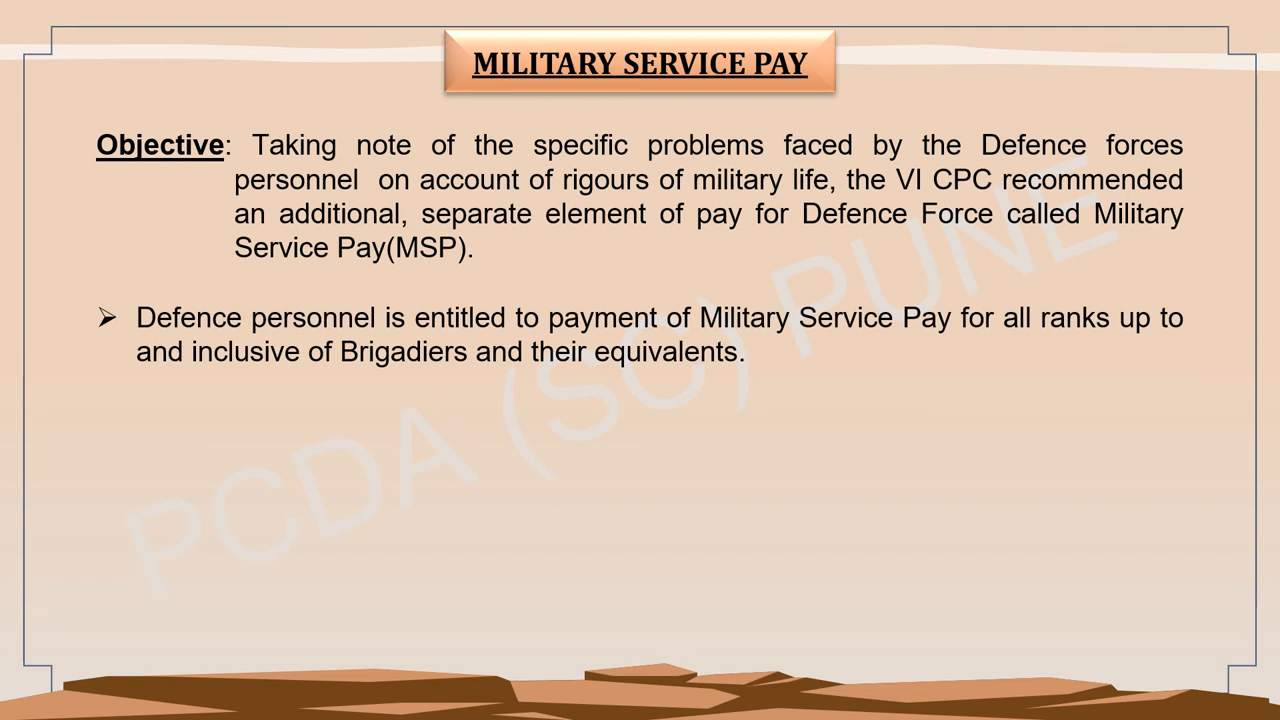 MILITARY SERVICE PAY
Objective: Taking note of the specific problems faced by the Defence forces
personnel on account of rigours of military life, the VI CPC recommended
an additional, separate element of pay for Defence Force called Military
Service Pay(MSP).
➢ Defence personnel is entitled to payment of Military Service Pay for all ranks up to
and inclusive of Brigadiers and their equivalents.
PCDA (SC) PUNE